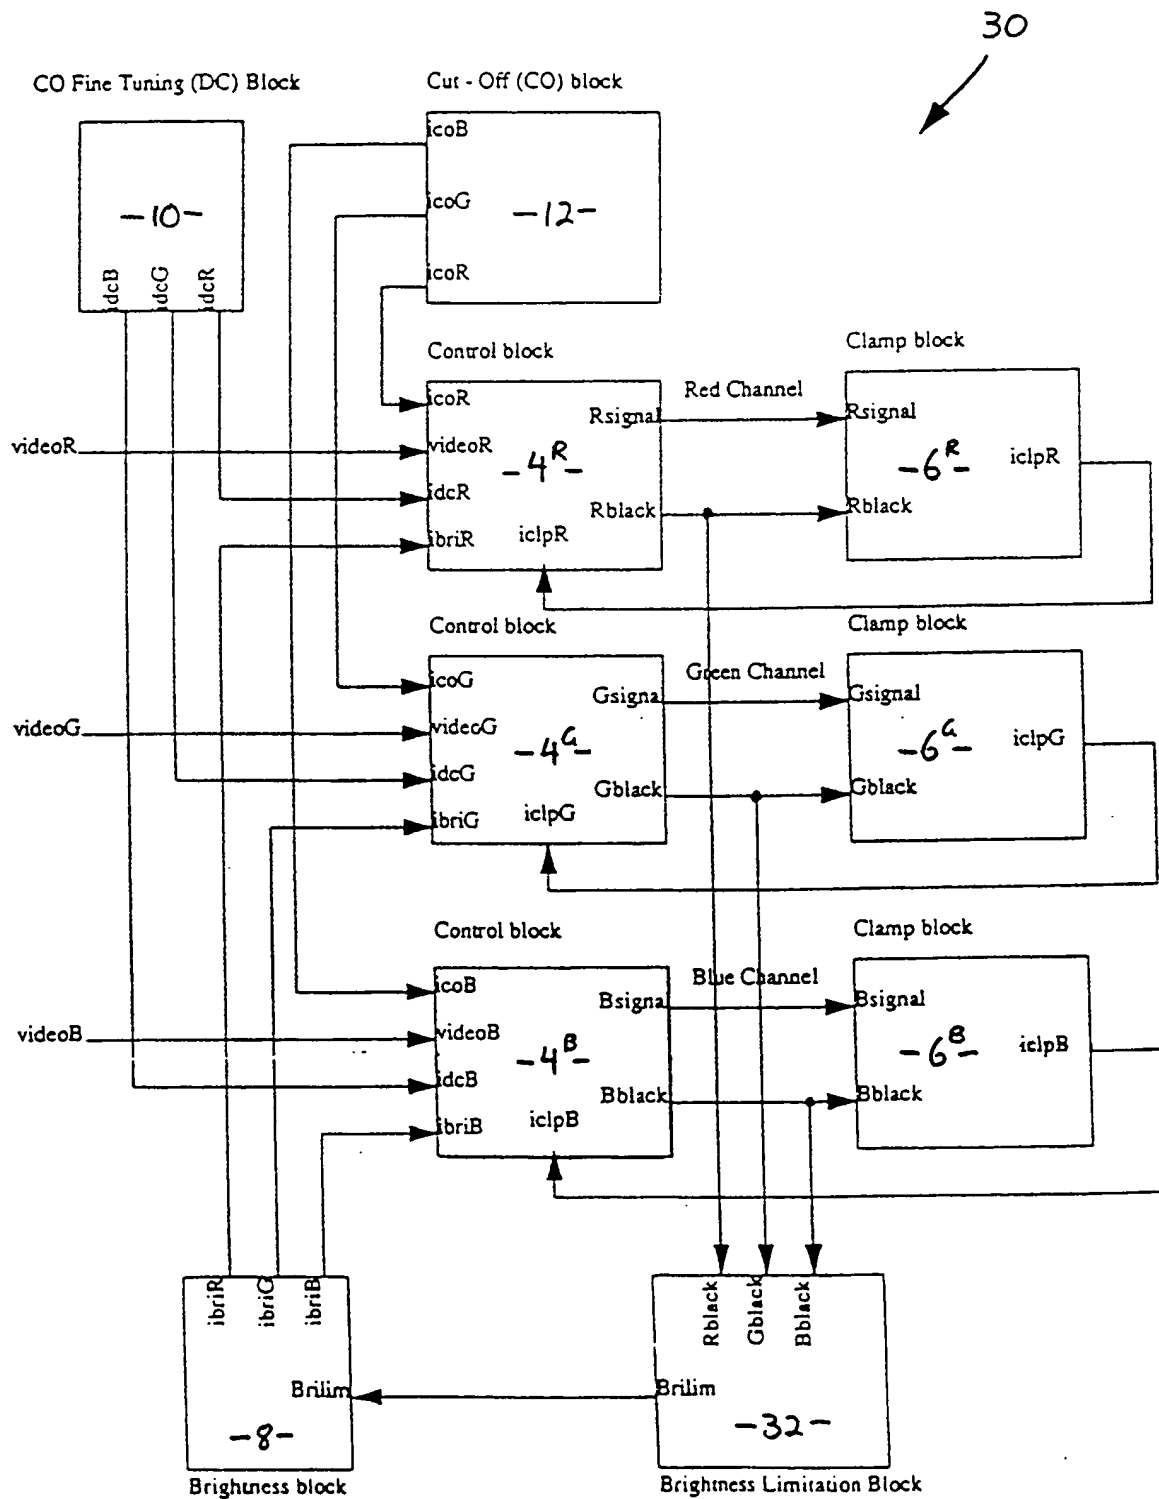 30
CO Fine Tuning (DC) Block
Cut - Off (CO) block
icoB
icoG
icoR
-12-
-10-
idcB
idcG
idcR
Control block
Clamp block
Red Channel
icoR
videoR
videoR
idcR
ibriR
-4R-
Rsignal
Rblack
iclpR
Rsignal
Rblack
-6R-
iclpR
Control block
Clamp block
Green Channel
icoG
videoG
videoG
idcG
ibriG
-4G-
Gsigna
Gblack
iclpG
Gsignal
Gblack
-6G-
iclpG
Control block
Clamp block
Blue Channel
icoB
videoB
videoB
idcB
ibriB
-4B-
Bsigna
Bblack
iclpB
Bsignal
Bblack
-6B-
iclpB
ibriR
ibriG
ibriB
Brilim
-8-
Brightness block
Rblack
Gblack
Bblack
Brilim
-32-
Brightness Limitation Block